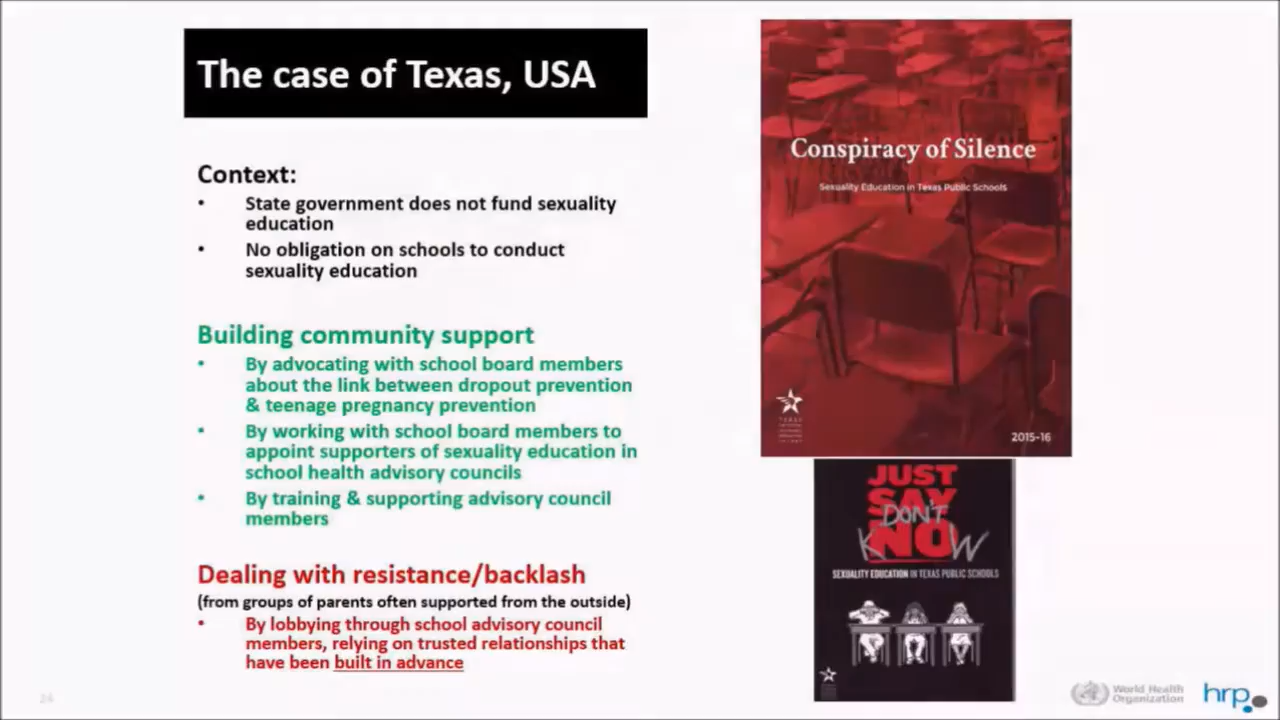 The case of Texas, USA
Context:
• State government does not fund sexuality
education
• No obligation on schools to conduct
sexuality education
Building community support
• By advocating with school board members
about the link between dropout prevention
& teenage pregnancy prevention
• By working with school board members to
appoint supporters of sexuality education in
school health advisory councils
• By training & supporting advisory council
members
Dealing with resistance/backlash
(from groups of parents often supported from the outside)
• By lobbying through school advisory council
members, relying on trusted relationships that
have been built in advance
Conspiracy of Silence
Sexuality Education in Texas Public Schools
2015-16
JUST
SAY
DON'T
KNOW
SEXUALITY EDUCATION IN TEXAS PUBLIC SCHOOLS
24
World Health
Organization
hrp